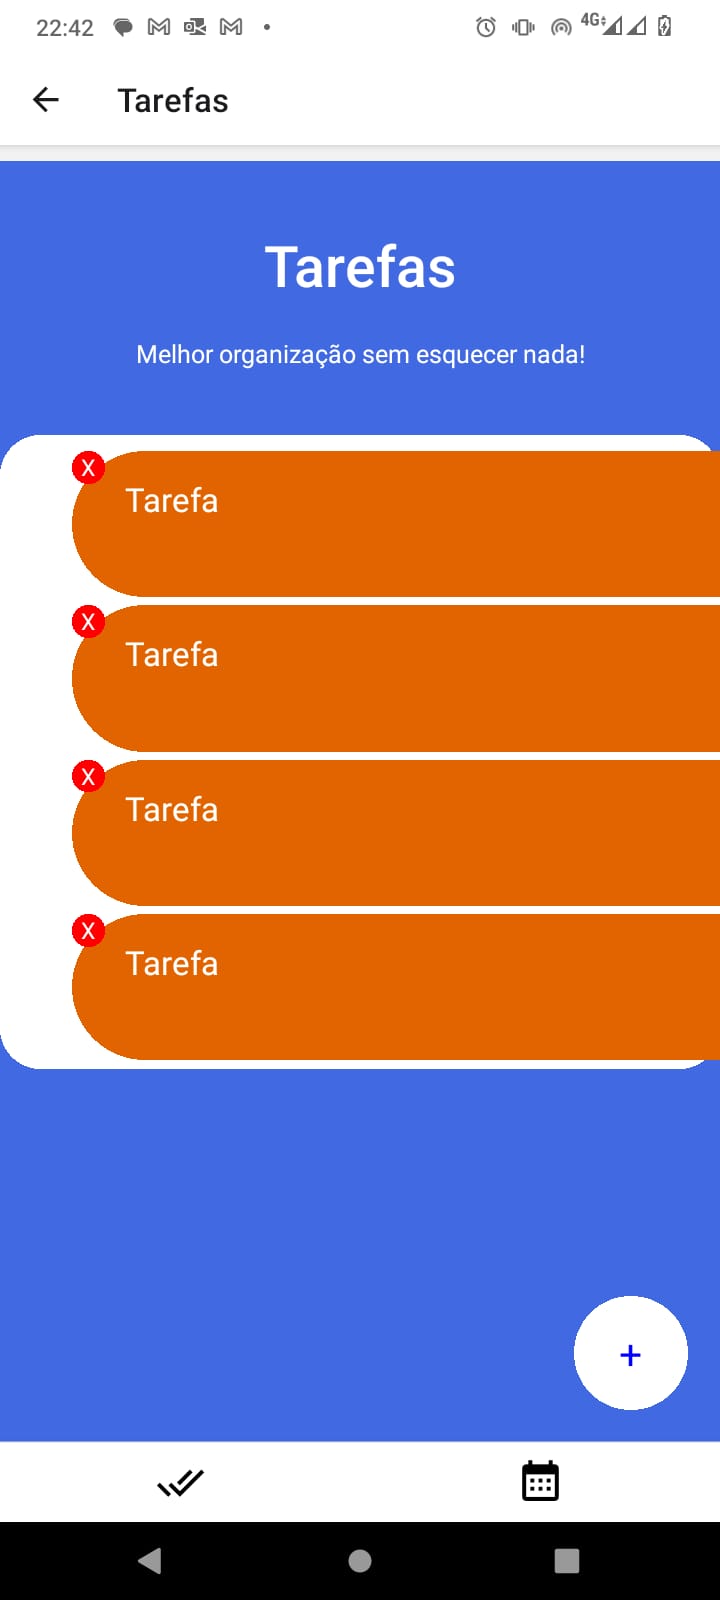 22:42
4G
Tarefas
Tarefas
Melhor organização sem esquecer nada!
X
Tarefa
X
Tarefa
X
Tarefa
X
Tarefa
+